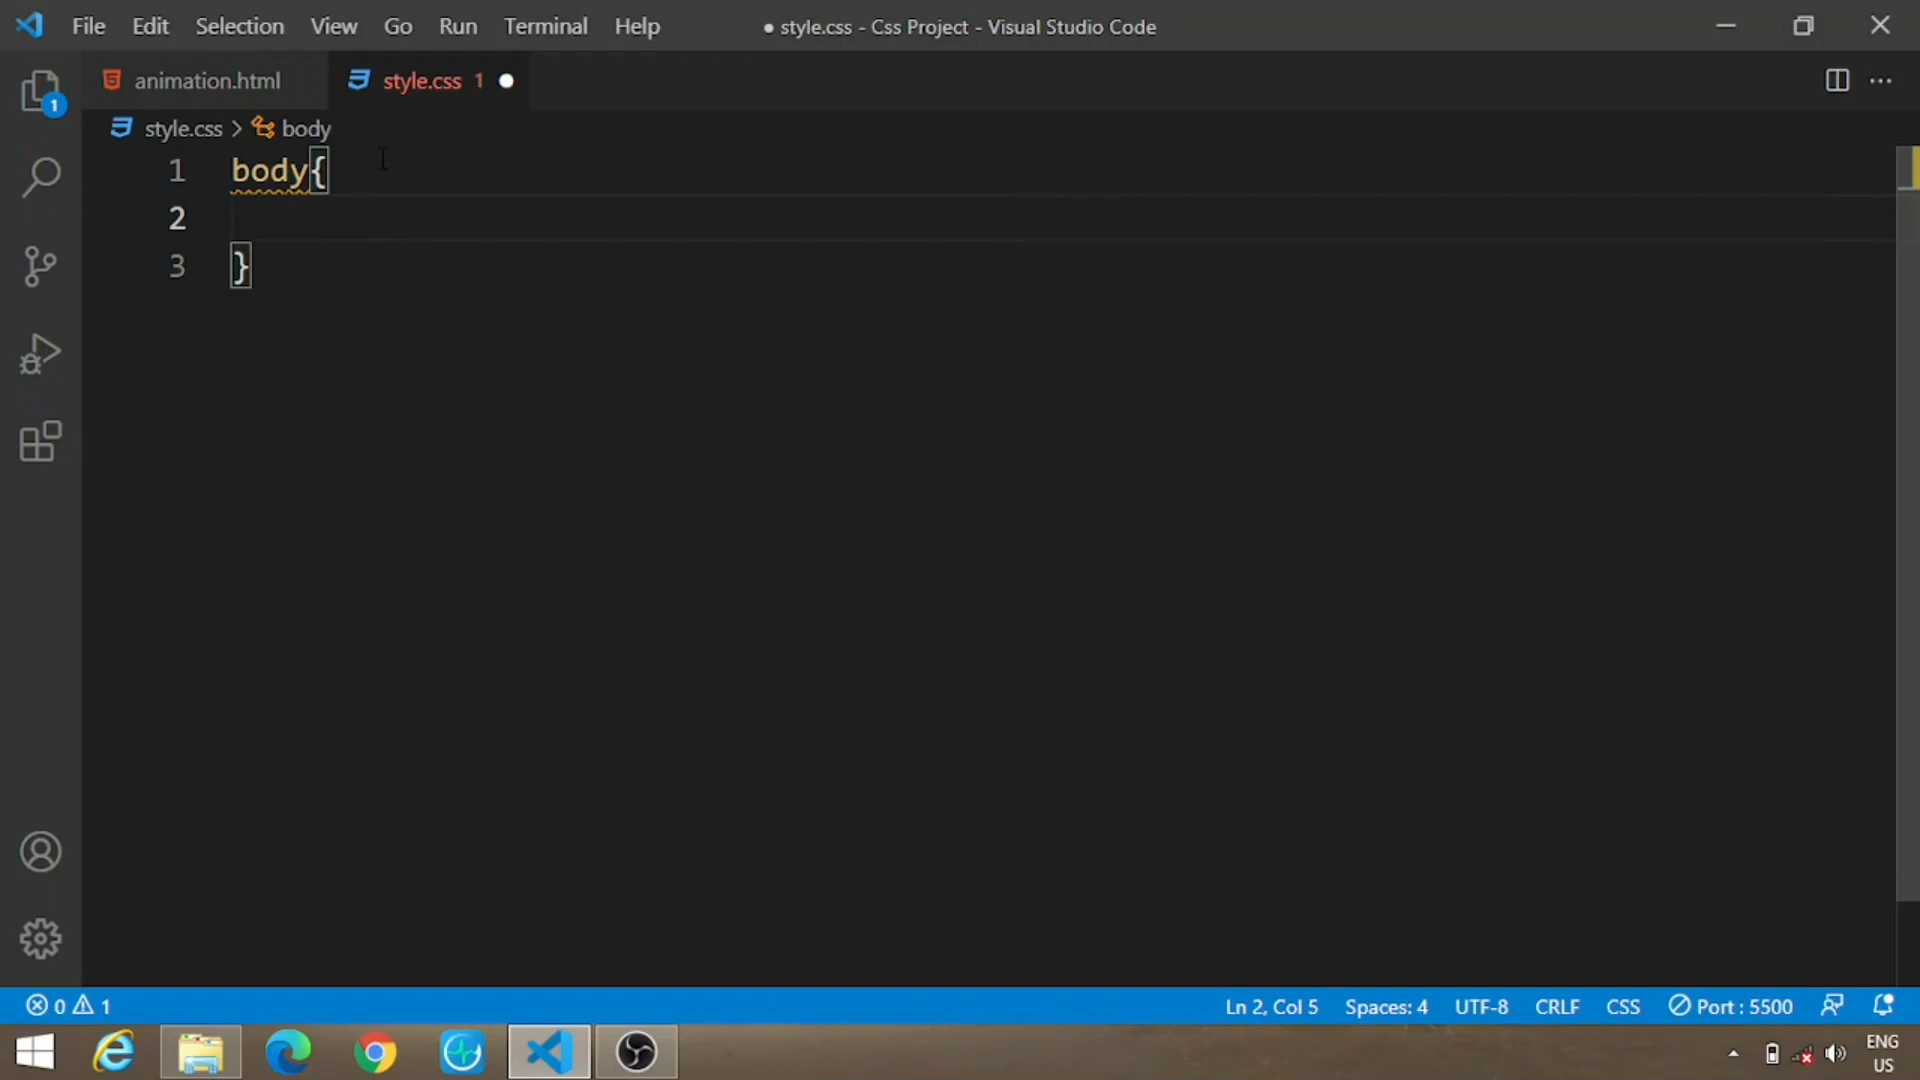 File Edit Selection View Go Run Terminal Help ● style.css - Css Project - Visual Studio Code
animation.html style.css 1
1
style.css > body
1 body{
2
3 }
0 1 Ln 2, Col 5 Spaces: 4 UTF-8 CRLF CSS Port : 5500
ENG
US